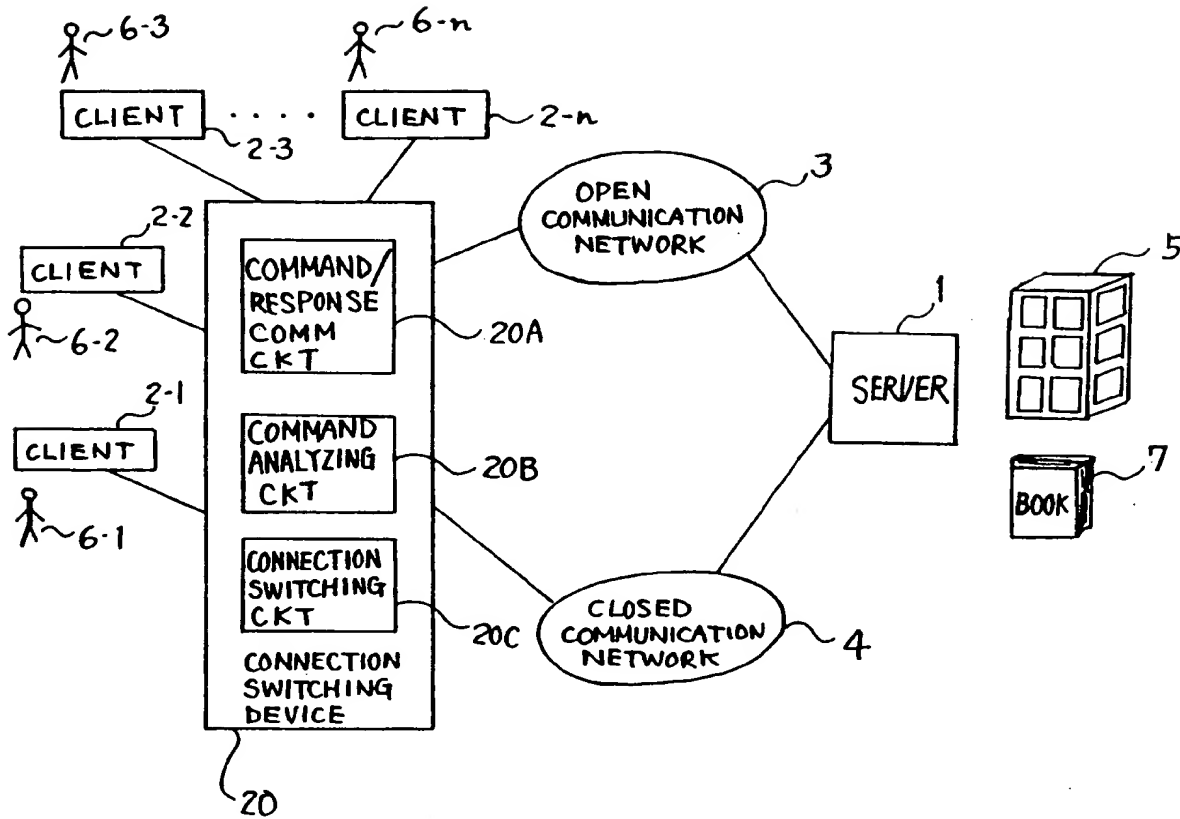 6-3
6-n
CLIENT
. . . .
CLIENT
2-3
2-n
2-2
CLIENT
6-2
2-1
CLIENT
6-1
COMMAND/
RESPONSE
COMM
CKT
20A
COMMAND
ANALYZING
CKT
20B
CONNECTION
SWITCHING
CKT
20C
CONNECTION
SWITCHING
DEVICE
20
OPEN
COMMUNICATION
NETWORK
3
CLOSED
COMMUNICATION
NETWORK
4
1
SERVER
5
7
BOOK